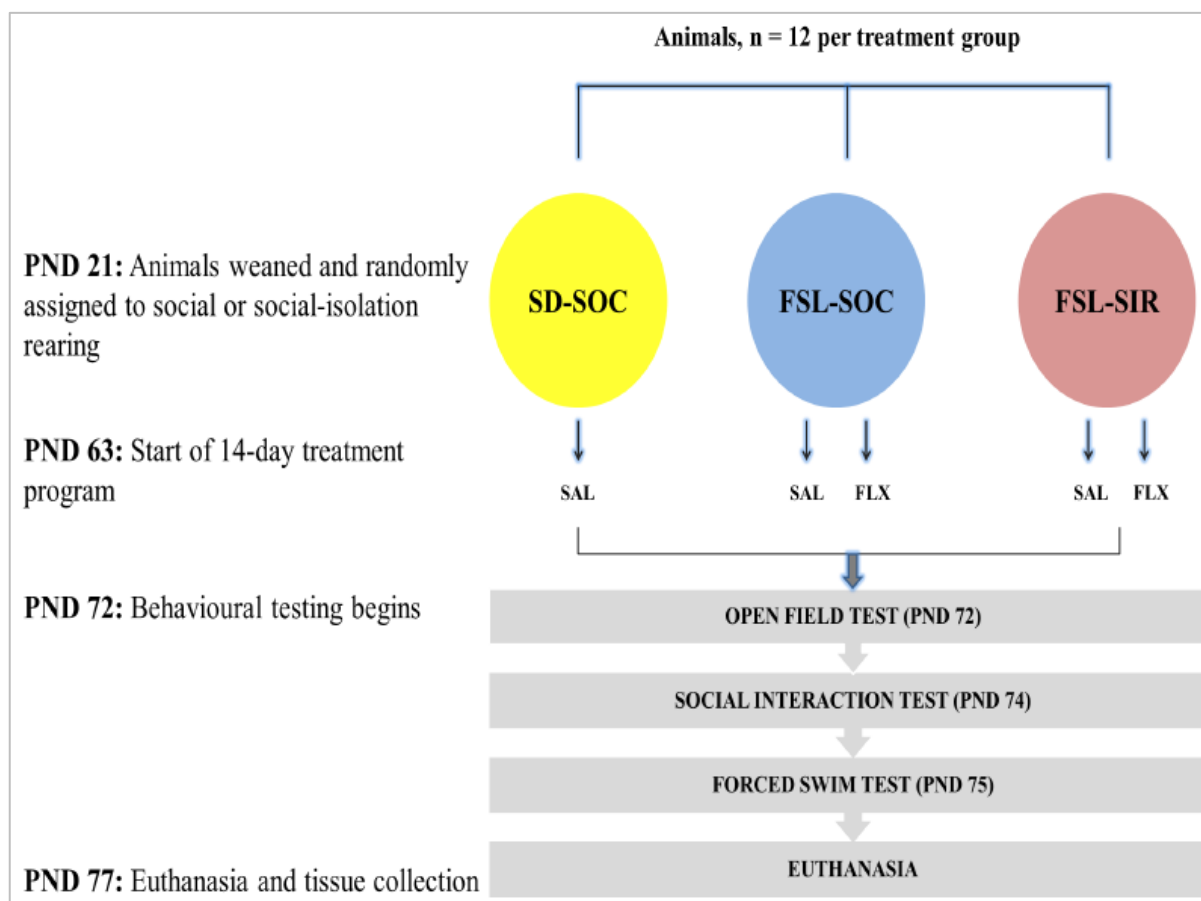 Animals, n = 12 per treatment group
PND 21: Animals weaned and randomly
assigned to social or social-isolation
rearing
SD-SOC
FSL-SOC
FSL-SIR
PND 63: Start of 14-day treatment
program
SAL
SAL FLX
SAL FLX
PND 72: Behavioural testing begins
OPEN FIELD TEST (PND 72)
SOCIAL INTERACTION TEST (PND 74)
FORCED SWIM TEST (PND 75)
PND 77: Euthanasia and tissue collection
EUTHANASIA